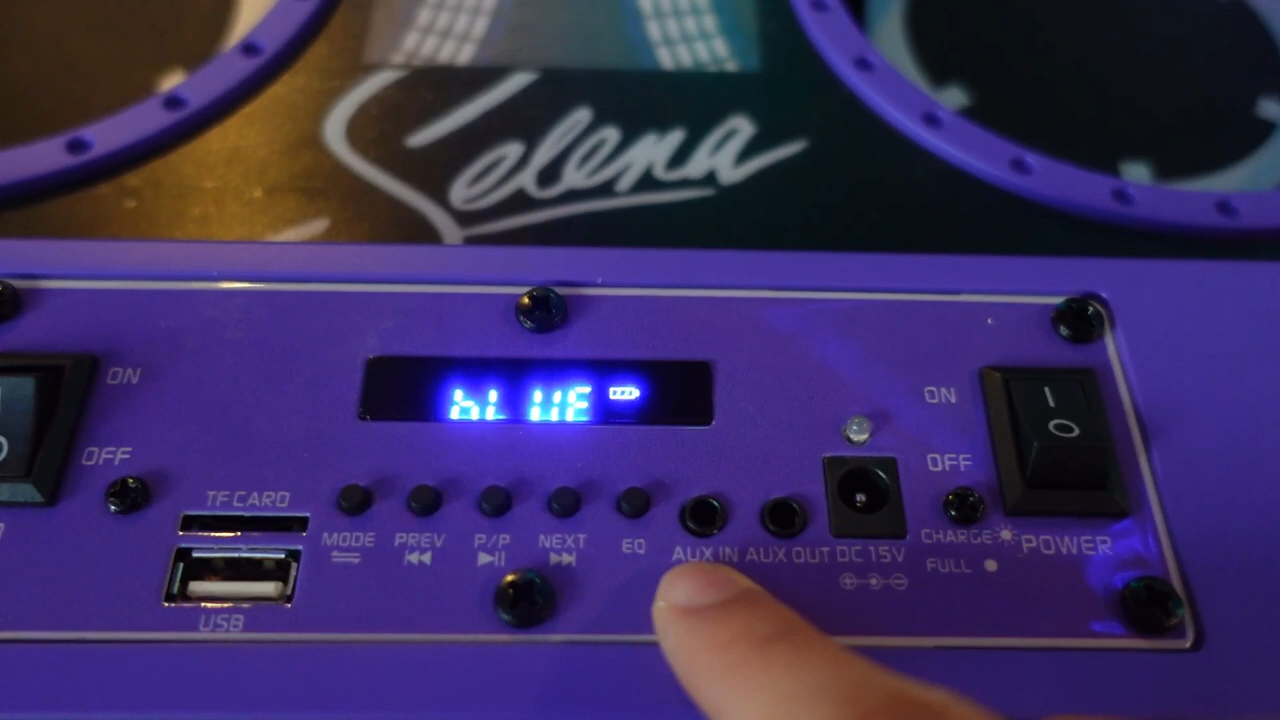 Selena
ON
OFF
bLUE
TF CARD
USB
MODE
PREV
P/P
NEXT
EQ
AUX IN
AUX OUT
DC 15V
ON
OFF
CHARGE
FULL
POWER